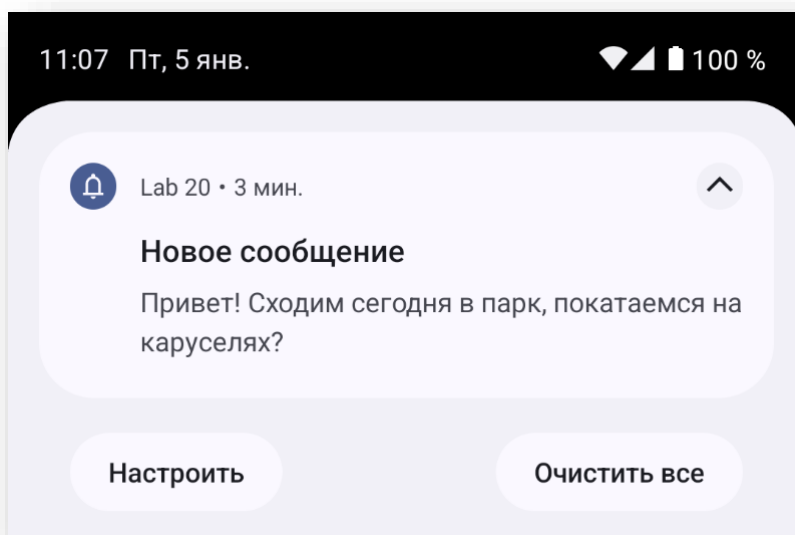 11:07 Пт, 5 янв. 100 %
Lab 20 • 3 мин.
Новое сообщение
Привет! Сходим сегодня в парк, покатаемся на
каруселях?
Настроить Очистить все